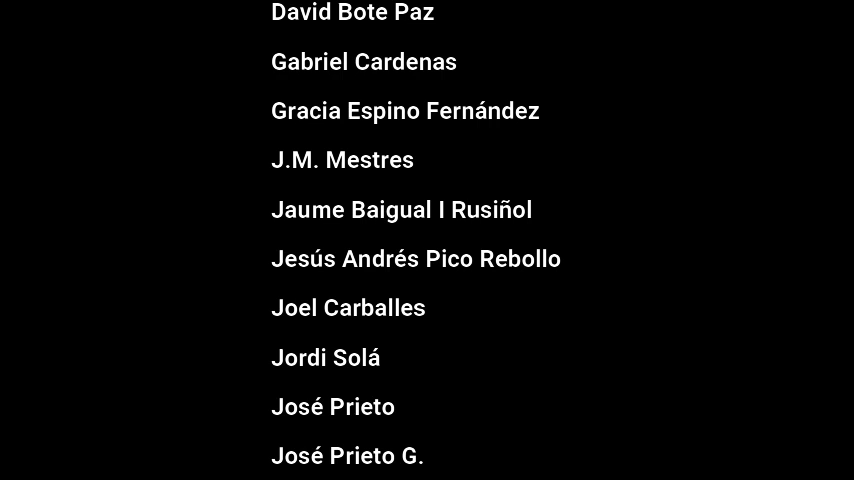 David Bote Paz
Gabriel Cardenas
Gracia Espino Fernández
J.M. Mestres
Jaume Baigual I Rusiñol
Jesús Andrés Pico Rebollo
Joel Carballes
Jordi Solá
José Prieto
José Prieto G.